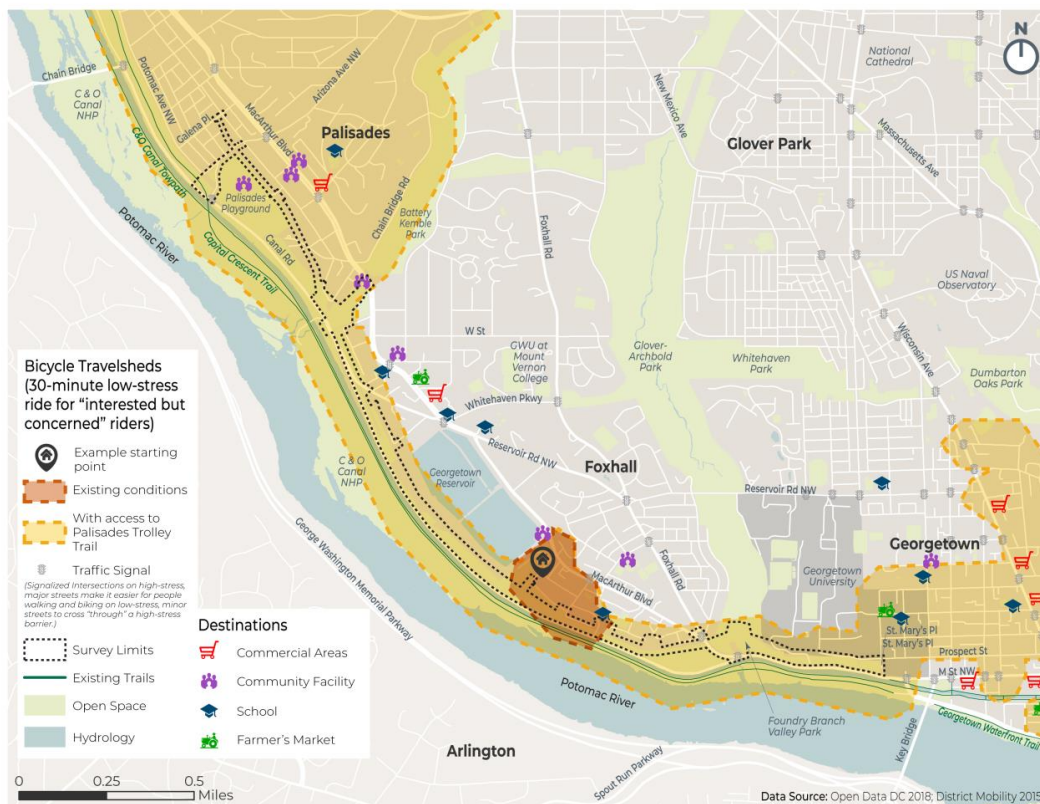 N
National
Cathedral
Chain Bridge
C & O
Canal
NHP
Potomac Ave NW
Galena Pl
MacArthur Blvd
Arizona Ave NW
Palisades
New Mexico Ave
Glover Park
Massachusetts Ave
C&O Canal Towpath
Palisades
Playground
Chain Bridge Rd
Battery
Kemble
Park
Potomac River
Canal Rd
Capital Crescent Trail
Foxhall Rd
US Naval
Observatory
W St
GWU at
Mount
Vernon
College
Glover-
Archbold
Park
Whitehaven
Park
Wisconsin Ave
Dumbarton
Oaks Park
Whitehaven Pkwy
Reservoir Rd NW
Foxhall
C & O
Canal
NHP
Georgetown
Reservoir
Reservoir Rd NW
Georgetown
George Washington Memorial Parkway
MacArthur Blvd
Foxhall Rd
Georgetown
University
St. Mary's Pl
St. Mary's Pl
Prospect St
M St NW
Potomac River
Foundry Branch
Valley Park
Key Bridge
Georgetown Waterfront Trail
Arlington
Spout Run Parkway
Bicycle Travelsheds
(30-minute low-stress
ride for "interested but
concerned" riders)
Example starting
point
Existing conditions
With access to
Palisades Trolley
Trail
Traffic Signal
(Signalized Intersections on high-stress,
major streets make it easier for people
walking and biking on low-stress, minor
streets to cross "through" a high-stress
barrier.)
Survey Limits
Existing Trails
Open Space
Hydrology
Destinations
Commercial Areas
Community Facility
School
Farmer's Market
0 0.25 0.5
Miles
Data Source: Open Data DC 2018; District Mobility 2015